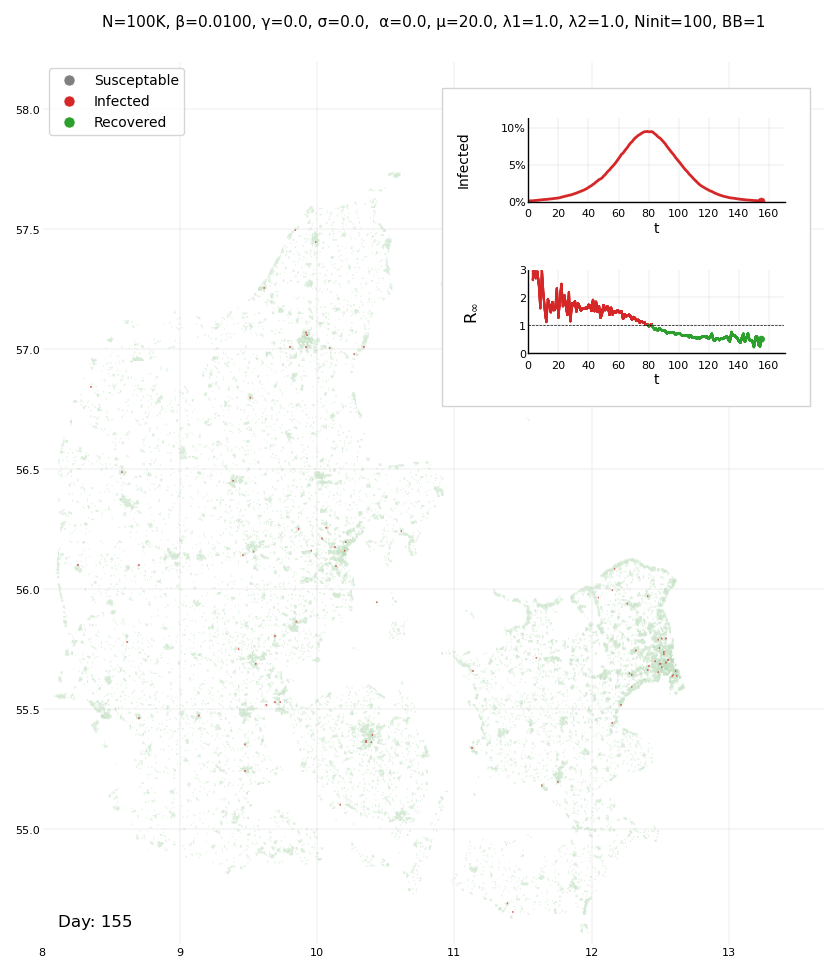 N=100K, β=0.0100, γ=0.0, σ=0.0, α=0.0, μ=20.0, λ1=1.0, λ2=1.0, Ninit=100, BB=1
Susceptable
Infected
Recovered
58.0
57.5
57.0
56.5
56.0
55.5
55.0
8 9 10 11 12 13
Day: 155
Infected
10%
5%
0%
0 20 40 60 80 100 120 140 160
t
R∞
3
2
1
0
0 20 40 60 80 100 120 140 160
t